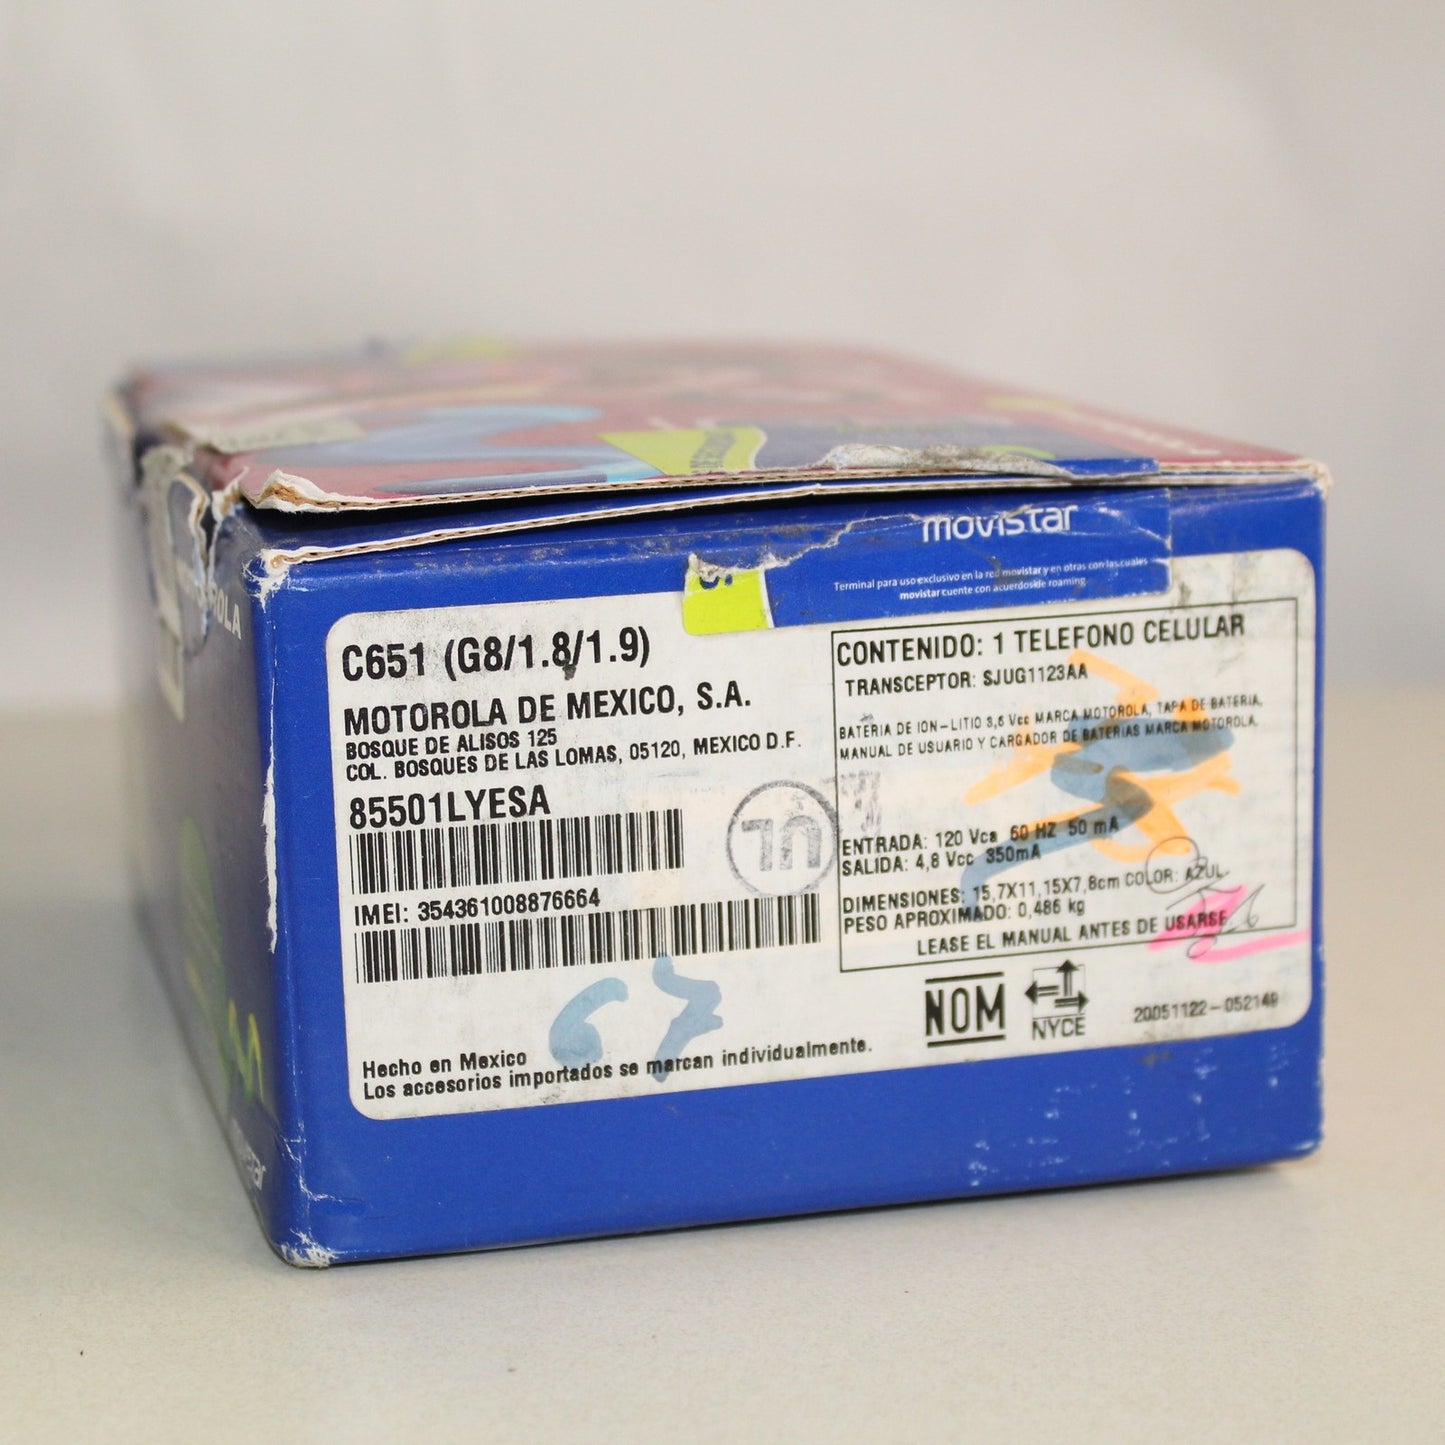 movistar
Terminal para uso exclusivo en la red movistar y en otras con las cuales
movistar cuente con acuerdos de roaming.
C651 (G8/1.8/1.9)
MOTOROLA DE MEXICO, S.A.
BOSQUE DE ALISOS 125
COL. BOSQUES DE LAS LOMAS, 05120, MEXICO D.F.
85501LYESA
IMEI: 354361008876664
Hecho en Mexico
Los accesorios importados se marcan individualmente.
CONTENIDO: 1 TELEFONO CELULAR
TRANSCEPTOR: SJUG1123AA
BATERIA DE ION-LITIO 3,6 Vcc MARCA MOTOROLA, TAPA DE BATERIA,
MANUAL DE USUARIO Y CARGADOR DE BATERIAS MARCA MOTOROLA.
ENTRADA: 120 Vca 60 HZ 50 mA
SALIDA: 4,8 Vcc 350mA
DIMENSIONES: 15,7X11,15X7,8cm COLOR: AZUL
PESO APROXIMADO: 0,486 kg
LEASE EL MANUAL ANTES DE USARSE
NOM
NYCE
20051122-052149
67